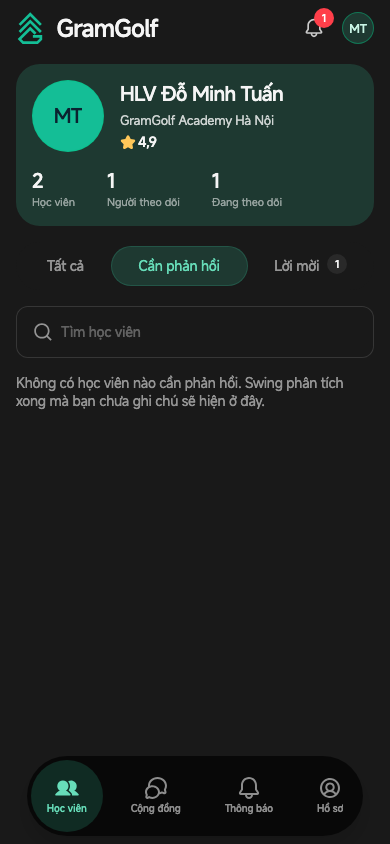 GramGolf
1
MT
MT
HLV Đỗ Minh Tuấn
GramGolf Academy Hà Nội
4,9
2
1
1
Học viên
Người theo dõi
Đang theo dõi
Tất cả
Cần phản hồi
Lời mời
1
Tìm học viên
Không có học viên nào cần phản hồi. Swing phân tích
xong mà bạn chưa ghi chú sẽ hiện ở đây.
Học viên
Cộng đồng
Thông báo
Hồ sơ